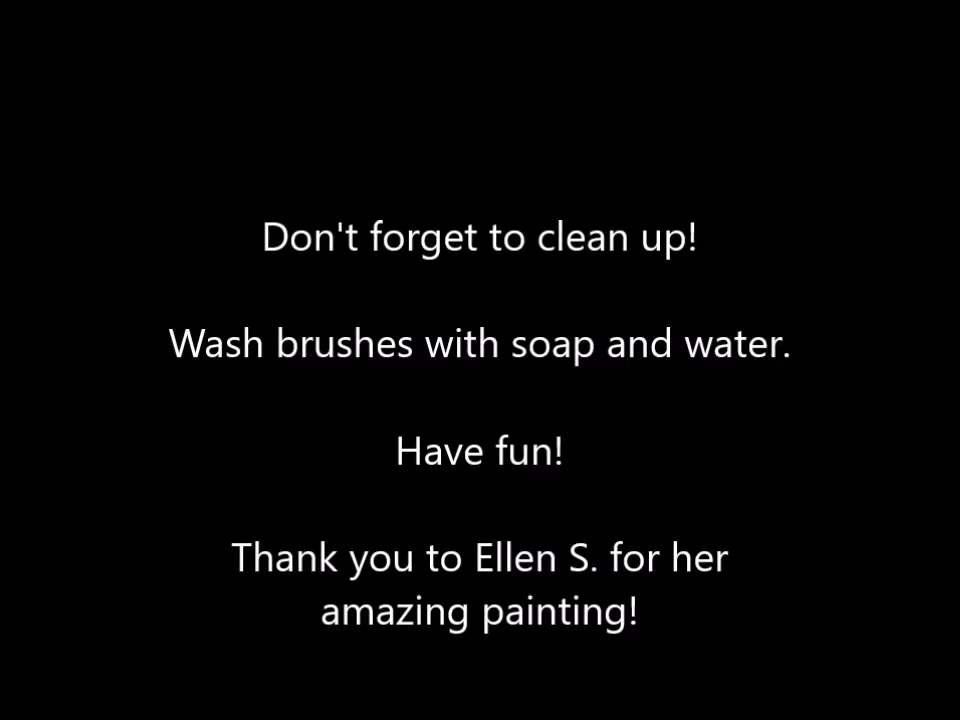 Don't forget to clean up!
Wash brushes with soap and water.
Have fun!
Thank you to Ellen S. for her
amazing painting!